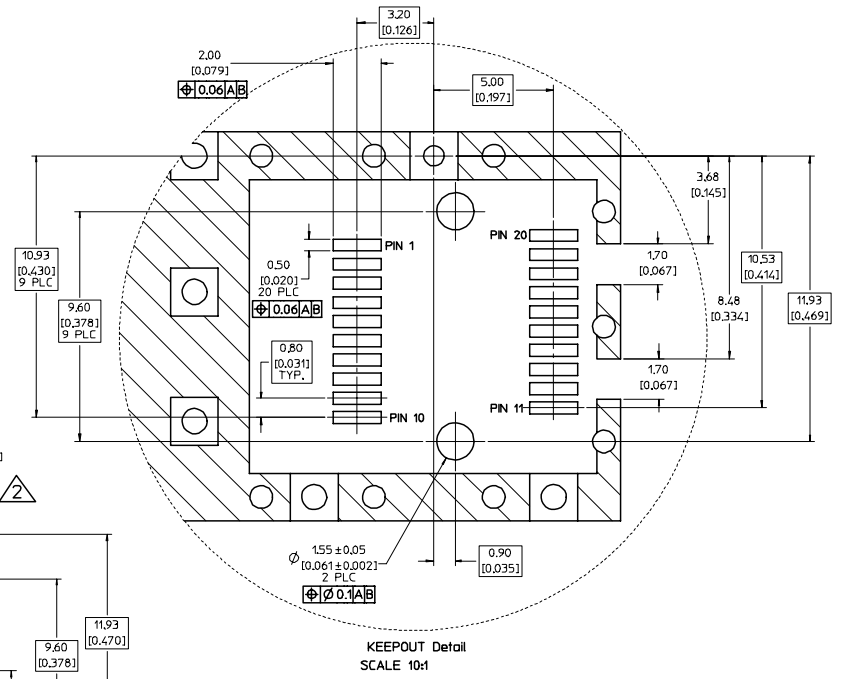 3.20
[0.126]
2.00
[0.079]
⌖ 0.06 A B
5.00
[0.197]
3.68
[0.145]
PIN 1
PIN 20
10.93
[0.430]
9 PLC
0.50
[0.020]
20 PLC
⌖ 0.06 A B
1.70
[0.067]
10.53
[0.414]
9.60
[0.378]
9 PLC
8.48
[0.334]
11.93
[0.469]
0.80
[0.031]
TYP.
1.70
[0.067]
PIN 10
PIN 11
]
2
Ø 1.55±0.05
[0.061±0.002]
2 PLC
⌖ Ø 0.1 A B
0.90
[0.035]
11.93
[0.470]
9.60
[0.378]
KEEPOUT Detail
SCALE 10:1